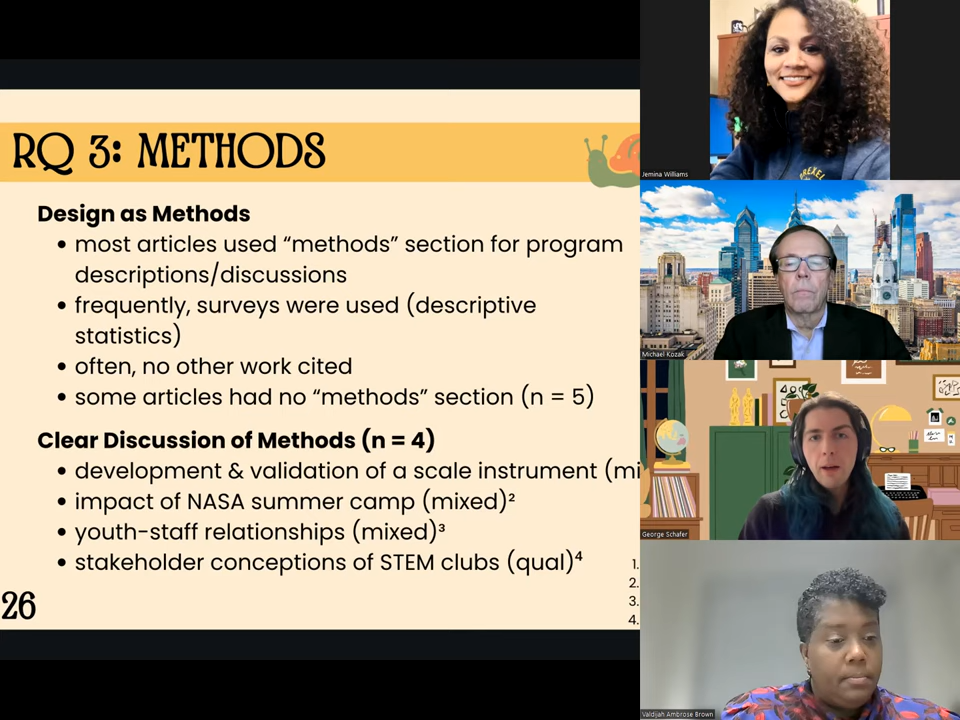 RQ 3: METHODS
Design as Methods
• most articles used “methods” section for program
descriptions/discussions
• frequently, surveys were used (descriptive
statistics)
• often, no other work cited
• some articles had no “methods” section (n = 5)
Clear Discussion of Methods (n = 4)
• development & validation of a scale instrument (mi
• impact of NASA summer camp (mixed)²
• youth-staff relationships (mixed)³
• stakeholder conceptions of STEM clubs (qual)⁴
1.
2.
3.
4.
26
Jemina Williams
DREXEL
Michael Kozak
George Schafer
Valdijah Ambrose Brown